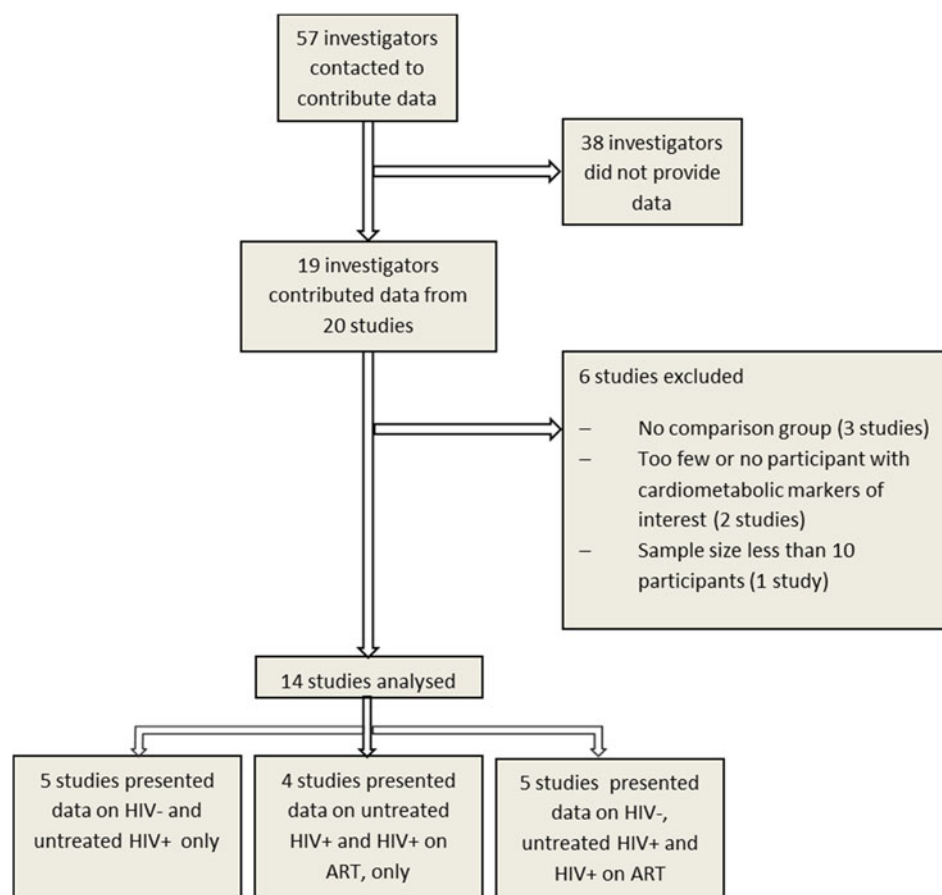 57 investigators
contacted to
contribute data
38 investigators
did not provide
data
19 investigators
contributed data from
20 studies
6 studies excluded
– No comparison group (3 studies)
– Too few or no participant with
cardiometabolic markers of
interest (2 studies)
– Sample size less than 10
participants (1 study)
14 studies analysed
5 studies presented
data on HIV- and
untreated HIV+ only
4 studies presented
data on untreated
HIV+ and HIV+ on
ART, only
5 studies presented
data on HIV-,
untreated HIV+ and
HIV+ on ART